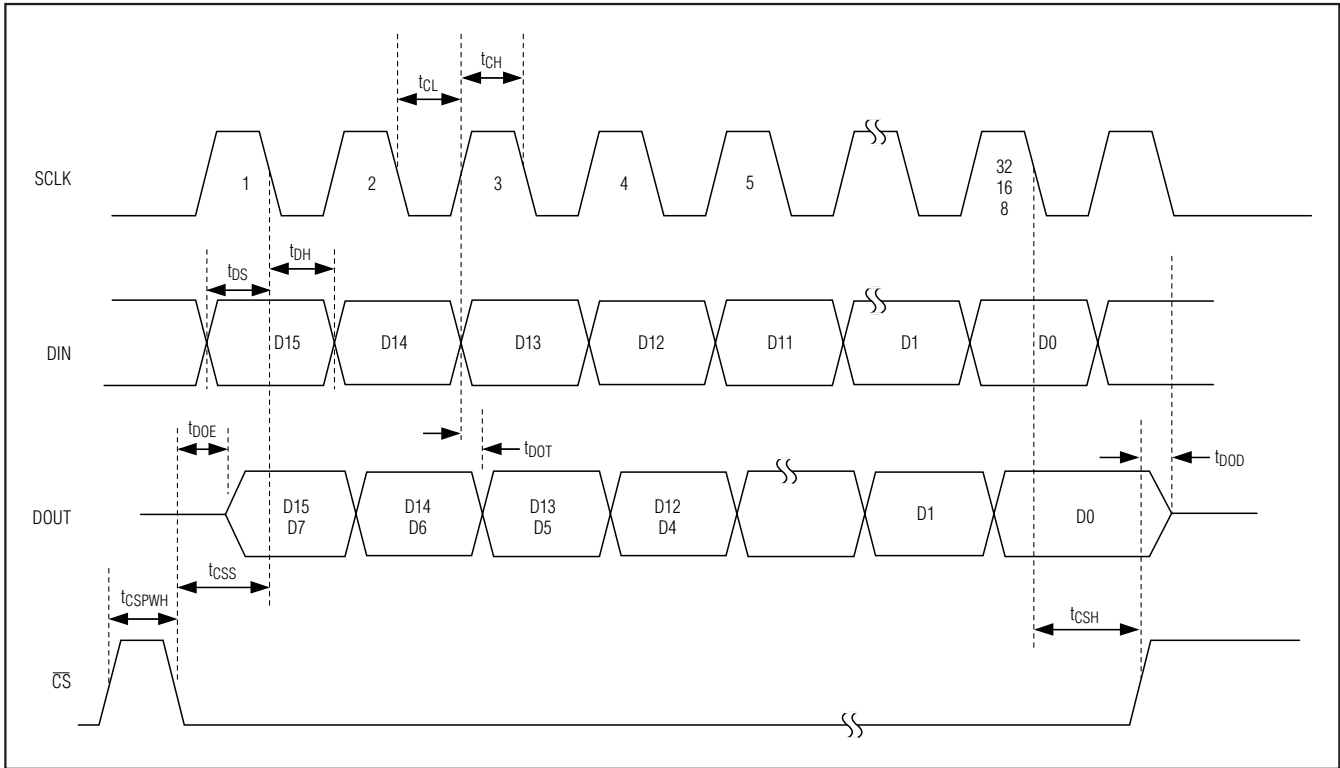 tCH
tCL
SCLK
1
2
3
4
5
32
16
8
tDH
tDS
DIN
D15
D14
D13
D12
D11
D1
D0
tDOE
tDOT
tDOD
DOUT
D15
D7
D14
D6
D13
D5
D12
D4
D1
D0
tCSS
tCSPWH
tCSH
CS